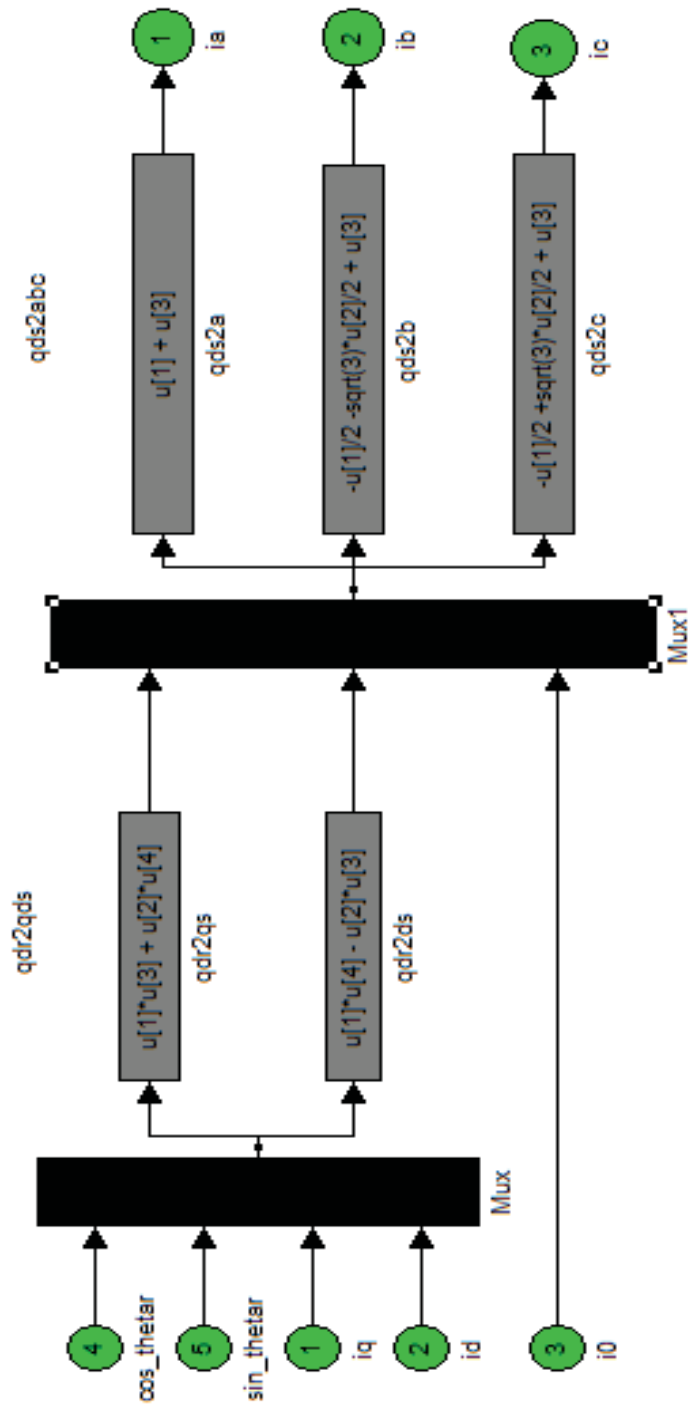 qdr2qds
qds2abc
4
cos_thetar
5
sin_thetar
1
iq
2
id
3
i0
Mux
u[1]*u[3] + u[2]*u[4]
qdr2qs
u[1]*u[4] - u[2]*u[3]
qdr2ds
Mux1
u[1] + u[3]
qds2a
-u[1]/2 -sqrt(3)*u[2]/2 + u[3]
qds2b
-u[1]/2 +sqrt(3)*u[2]/2 + u[3]
qds2c
1
ia
2
ib
3
ic